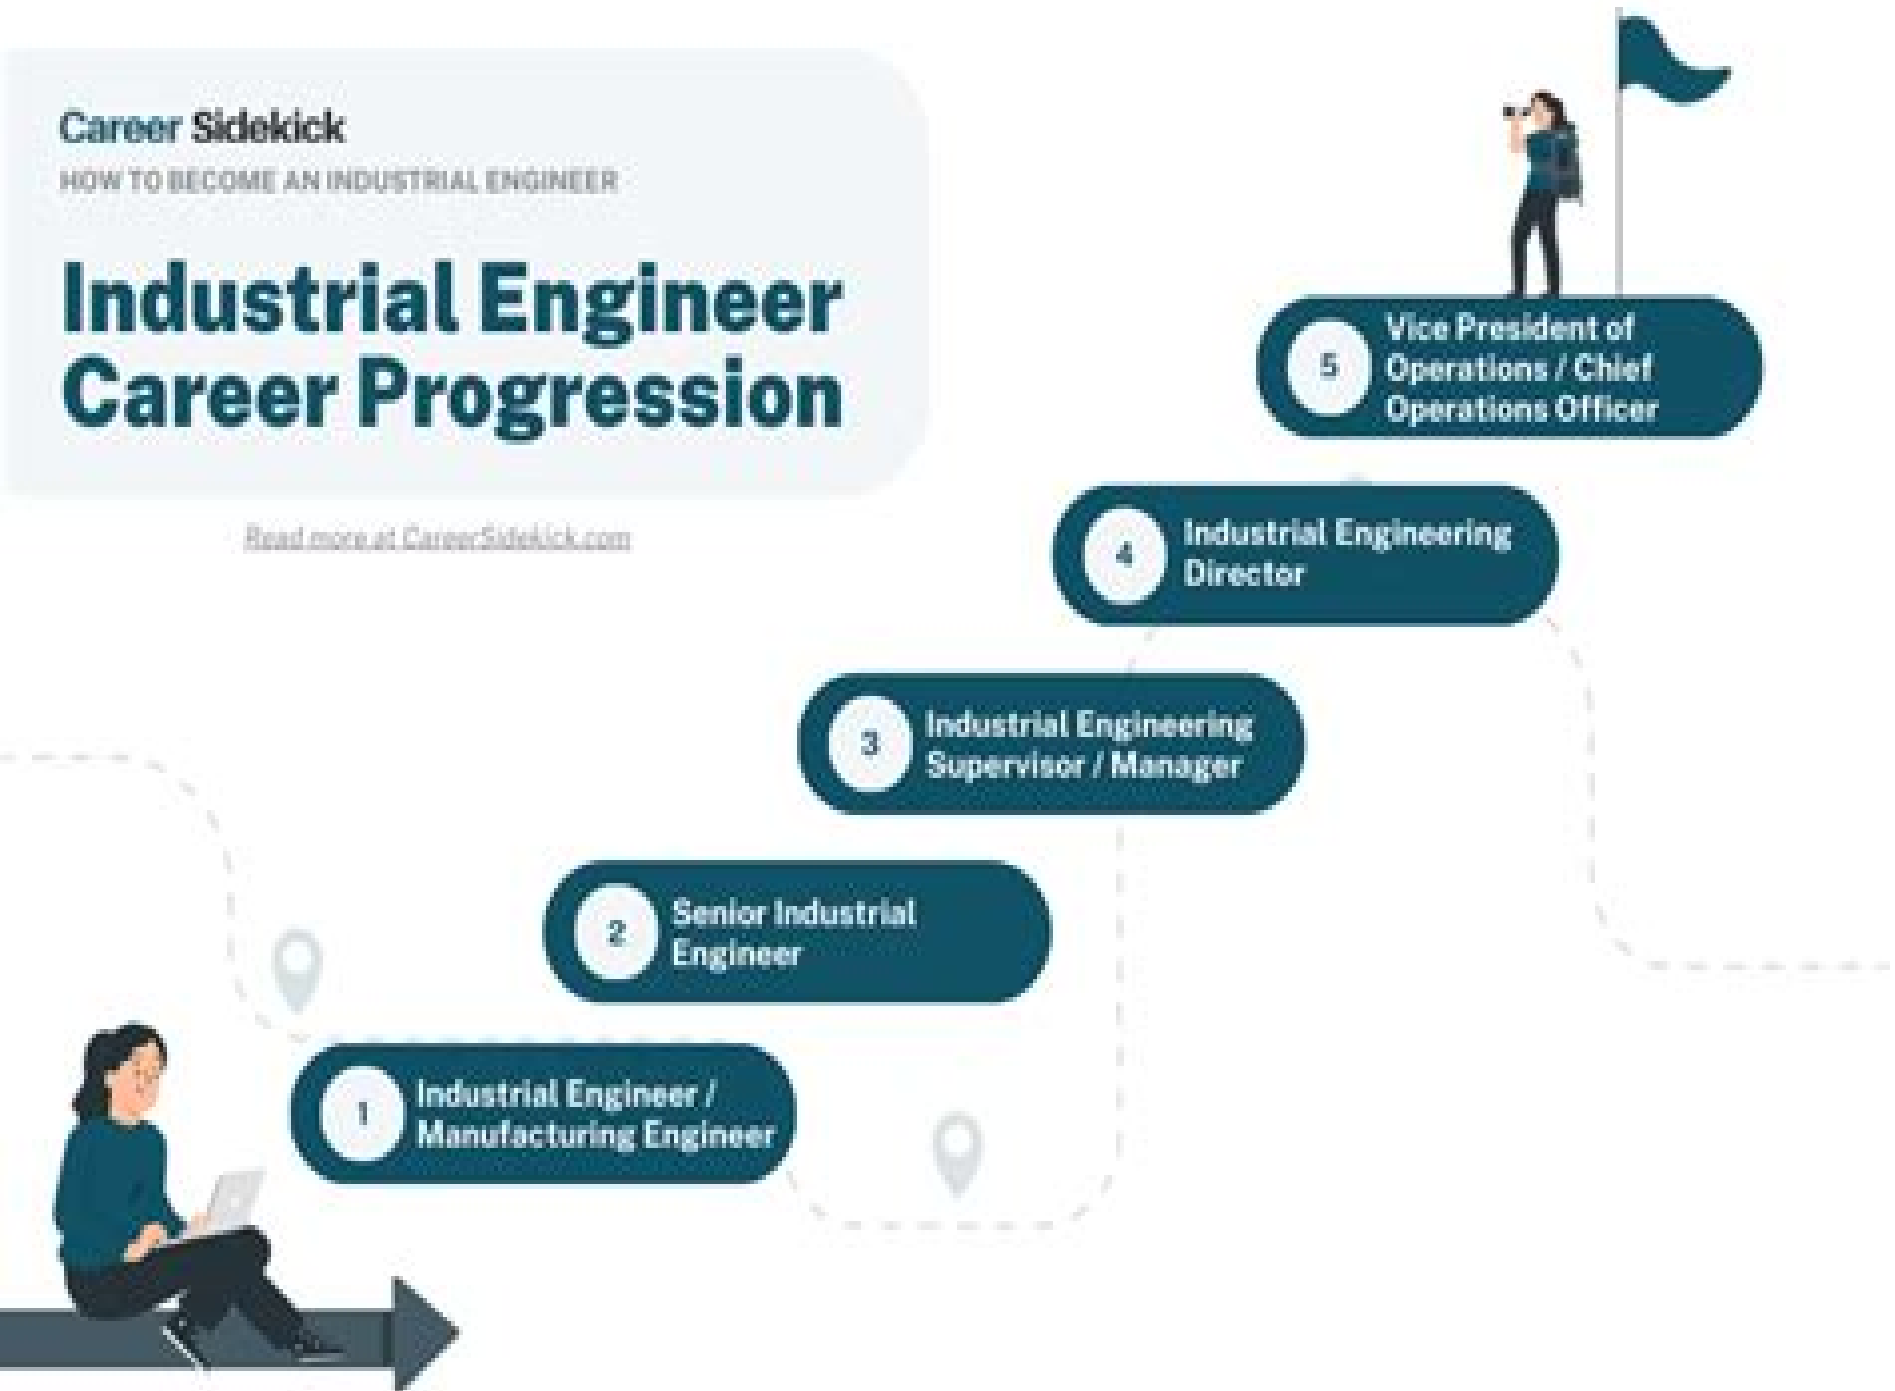 Career Sidekick
HOW TO BECOME AN INDUSTRIAL ENGINEER
Industrial Engineer
Career Progression
Read more at CareerSidekick.com
5
Vice President of
Operations / Chief
Operations Officer
4
Industrial Engineering
Director
3
Industrial Engineering
Supervisor / Manager
2
Senior Industrial
Engineer
1
Industrial Engineer /
Manufacturing Engineer